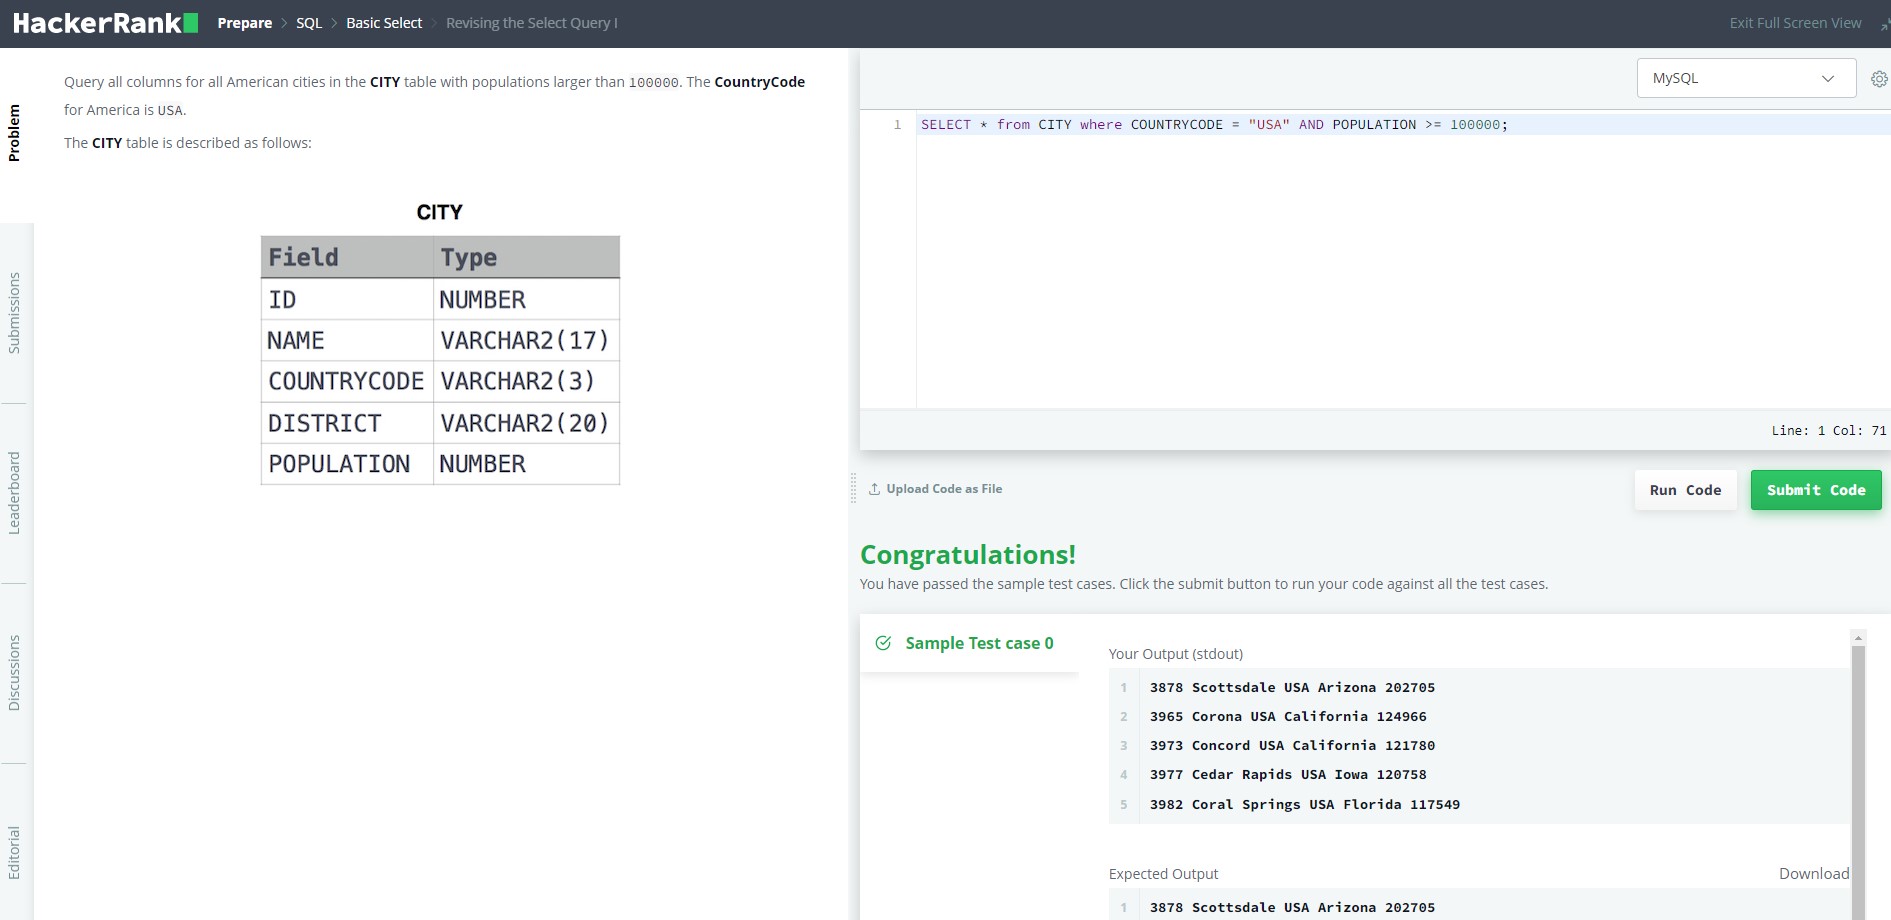 HackerRank Prepare > SQL > Basic Select > Revising the Select Query I Exit Full Screen View
Problem
Submissions
Leaderboard
Discussions
Editorial
Query all columns for all American cities in the CITY table with populations larger than 100000. The CountryCode
for America is USA.
The CITY table is described as follows:
CITY
Field Type
ID NUMBER
NAME VARCHAR2(17)
COUNTRYCODE VARCHAR2(3)
DISTRICT VARCHAR2(20)
POPULATION NUMBER
MySQL
1 SELECT * from CITY where COUNTRYCODE = "USA" AND POPULATION >= 100000;
Line: 1 Col: 71
Upload Code as File
Run Code
Submit Code
Congratulations!
You have passed the sample test cases. Click the submit button to run your code against all the test cases.
Sample Test case 0
Your Output (stdout)
1 3878 Scottsdale USA Arizona 202705
2 3965 Corona USA California 124966
3 3973 Concord USA California 121780
4 3977 Cedar Rapids USA Iowa 120758
5 3982 Coral Springs USA Florida 117549
Expected Output Download
1 3878 Scottsdale USA Arizona 202705